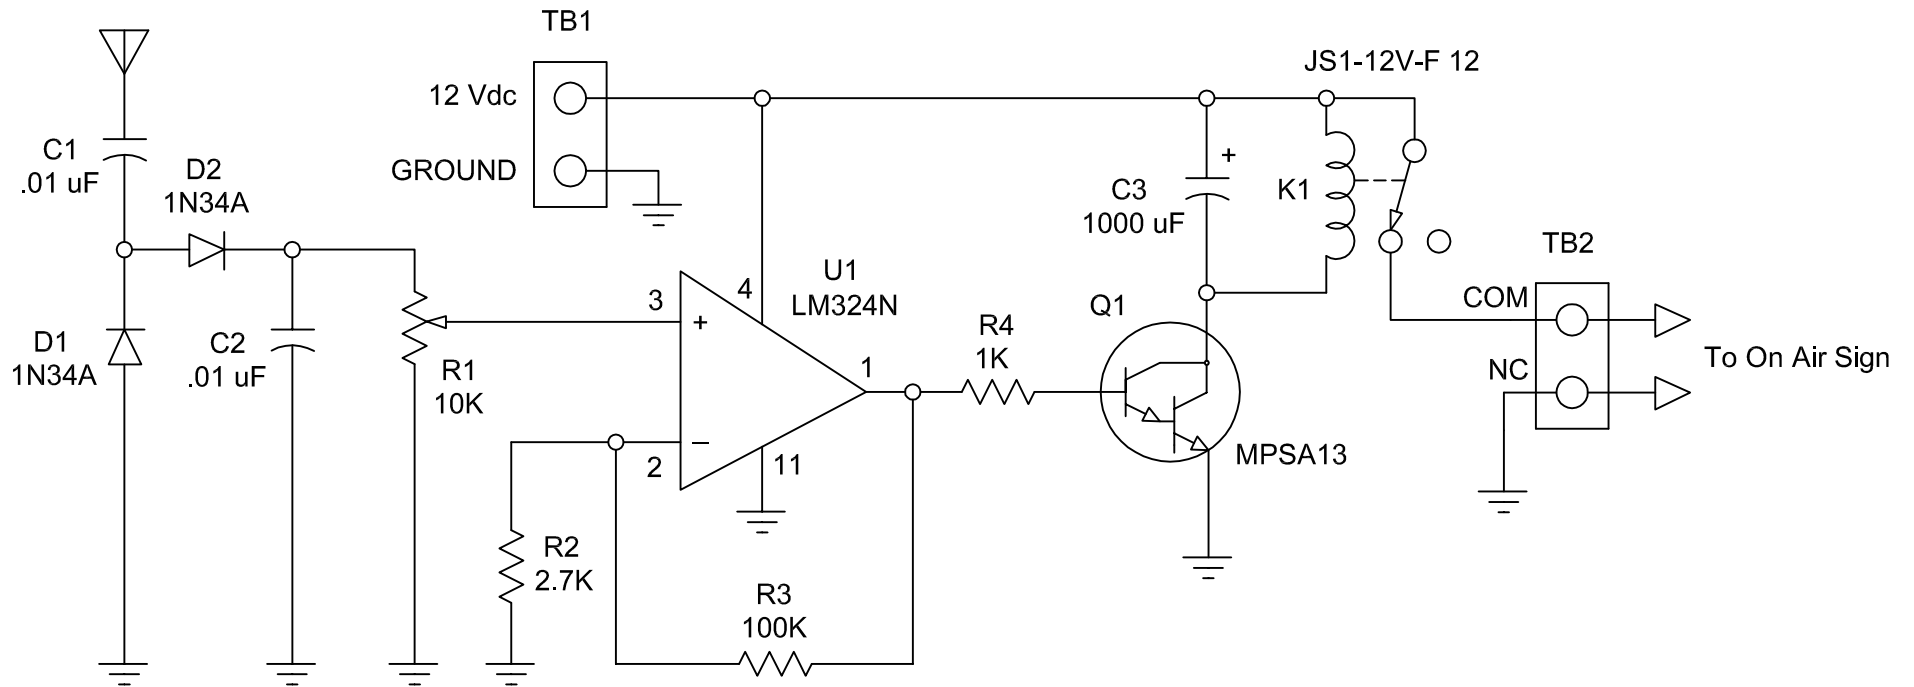 TB1
12 Vdc
GROUND
JS1-12V-F 12
C1
.01 uF
D2
1N34A
+
C3
1000 uF
K1
TB2
COM
NC
To On Air Sign
U1
LM324N
3
4
+
1
−
2
11
R4
1K
Q1
MPSA13
D1
1N34A
C2
.01 uF
R1
10K
R2
2.7K
R3
100K